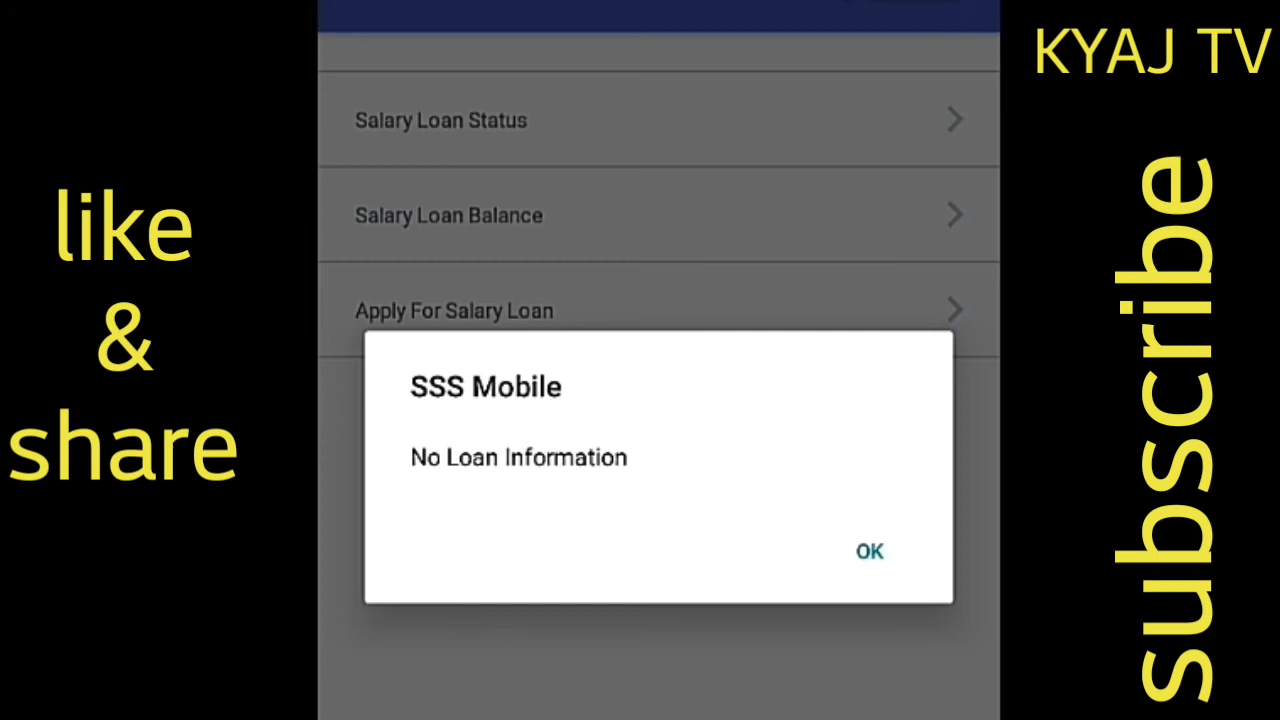 KYAJ TV
like
&
share
Salary Loan Status
Salary Loan Balance
Apply For Salary Loan
SSS Mobile
No Loan Information
OK
subscribe